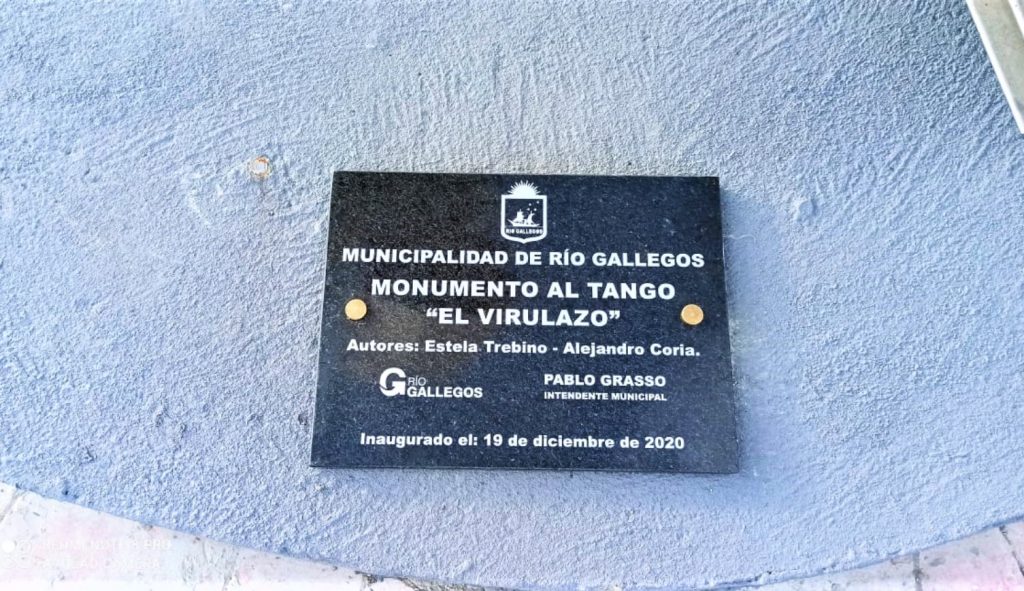 RÍO GALLEGOS
MUNICIPALIDAD DE RÍO GALLEGOS
MONUMENTO AL TANGO
“EL VIRULAZO”
Autores: Estela Trebino - Alejandro Coria.
RÍO
GALLEGOS
PABLO GRASSO
INTENDENTE MUNICIPAL
Inaugurado el: 19 de diciembre de 2020